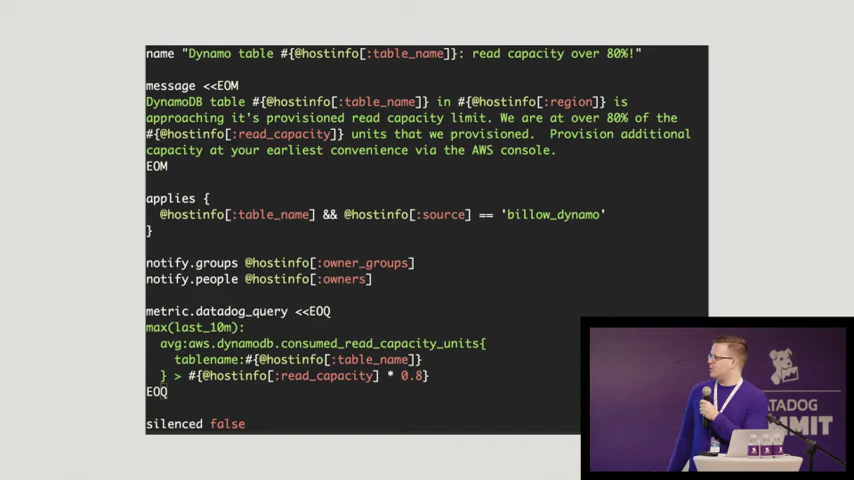 name "Dynamo table #{@hostinfo[:table_name]}: read capacity over 80%!"
message <<EOM
DynamoDB table #{@hostinfo[:table_name]} in #{@hostinfo[:region]} is
approaching it's provisioned read capacity limit. We are at over 80% of the
#{@hostinfo[:read_capacity]} units that we provisioned.  Provision additional
capacity at your earliest convenience via the AWS console.
EOM
applies {
  @hostinfo[:table_name] && @hostinfo[:source] == 'billow_dynamo'
}
notify.groups @hostinfo[:owner_groups]
notify.people @hostinfo[:owners]
metric.datadog_query <<EOQ
max(last_10m):
  avg:aws.dynamodb.consumed_read_capacity_units{
    tablename:#{@hostinfo[:table_name]}
  } > #{@hostinfo[:read_capacity] * 0.8}
EOQ
silenced false
ATADOG
MMIT